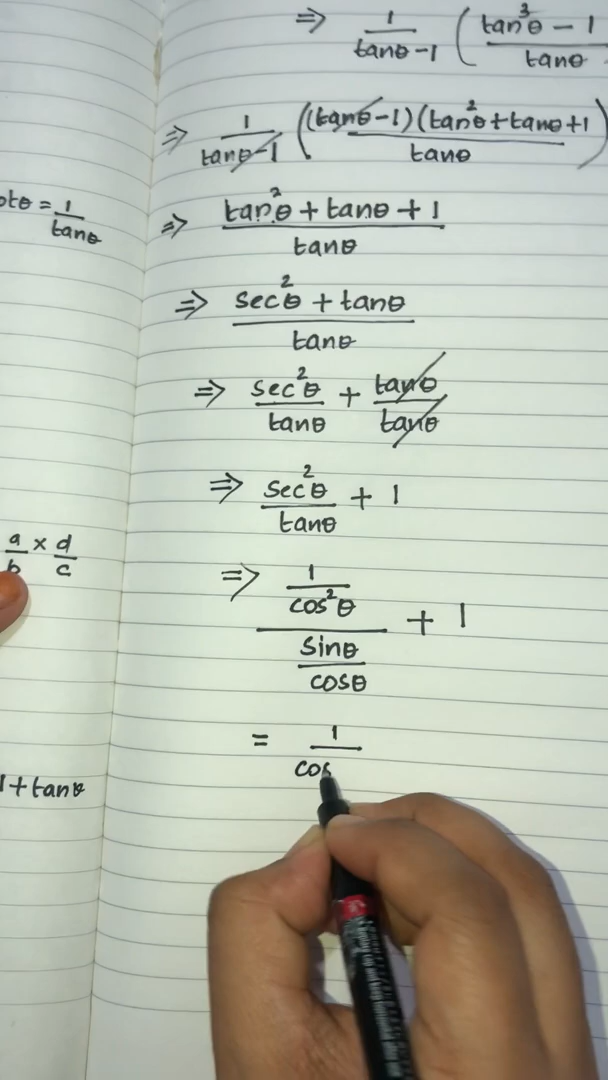 ⇒ 1/(tanθ-1) ( (tan³θ - 1)/tanθ
⇒ 1/(tanθ-1) ( ((tanθ-1)(tan²θ+tanθ+1))/tanθ )
otθ = 1/tanθ
⇒ (tan²θ + tanθ + 1)/tanθ
⇒ (sec²θ + tanθ)/tanθ
⇒ sec²θ/tanθ + tanθ/tanθ
⇒ sec²θ/tanθ + 1
a/b × d/c
⇒ (1/cos²θ)/(sinθ/cosθ) + 1
= 1/cos
1+tanθ